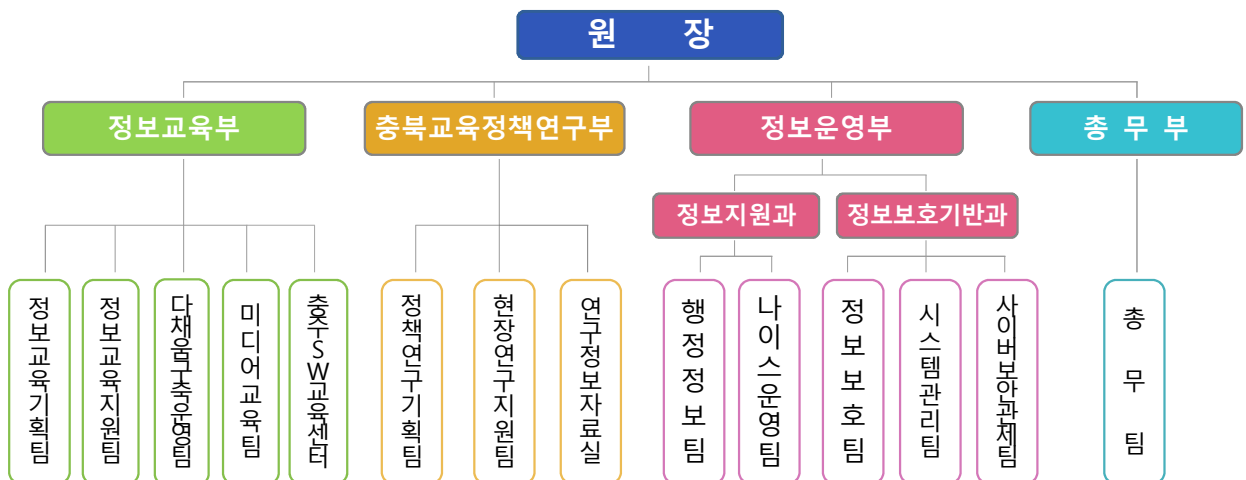 원 장
정보교육부
충북교육정책연구부
정보운영부
총 무 부
정보지원과
정보보호기반과
정보교육기획팀
정보교육지원팀
다채움구축운영팀
미디어교육팀
충주SW교육센터
정책연구기획팀
현장연구지원팀
연구정보자료실
행정정보팀
나이스운영팀
정보보호팀
시스템관리팀
사이버보안관제팀
총무팀